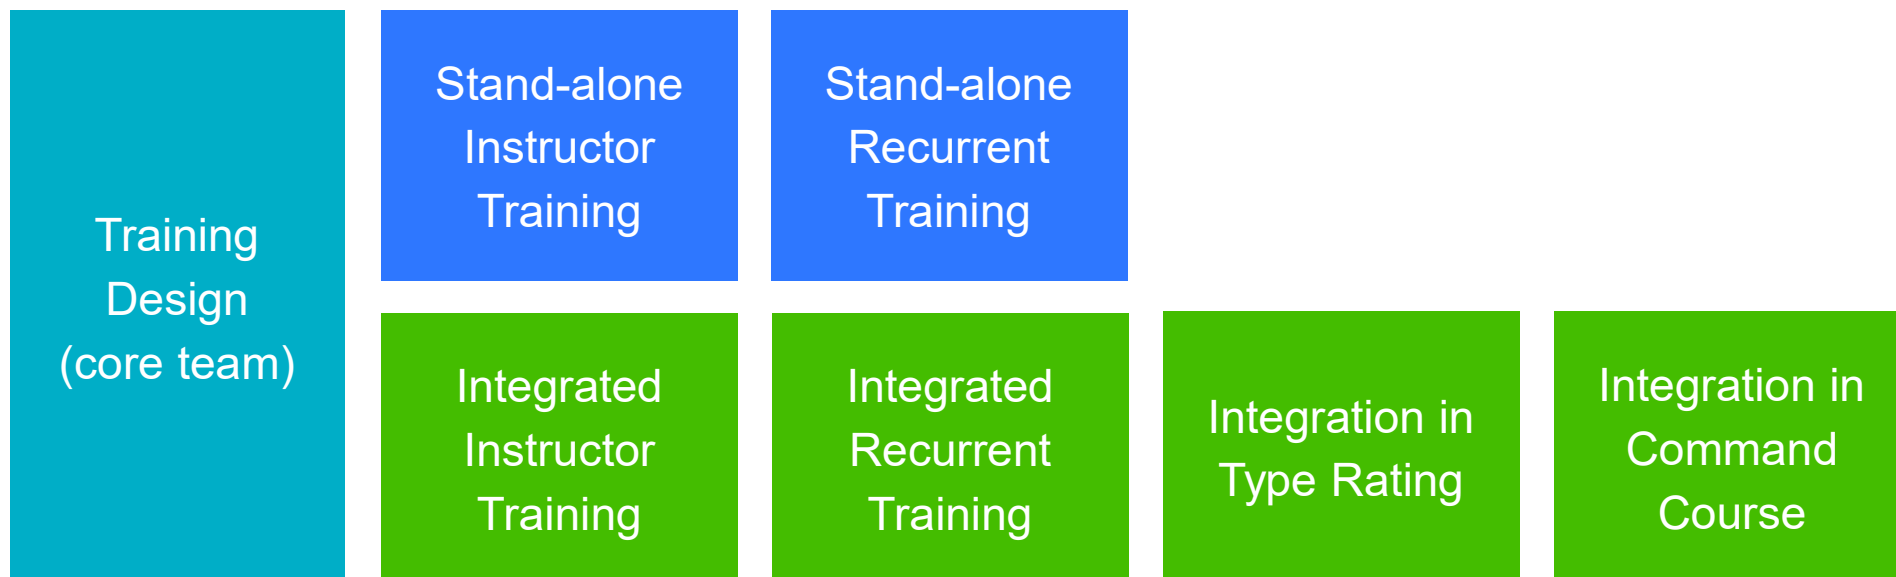 Training
Design
(core team)
Stand-alone
Instructor
Training
Stand-alone
Recurrent
Training
Integrated
Instructor
Training
Integrated
Recurrent
Training
Integration in
Type Rating
Integration in
Command
Course